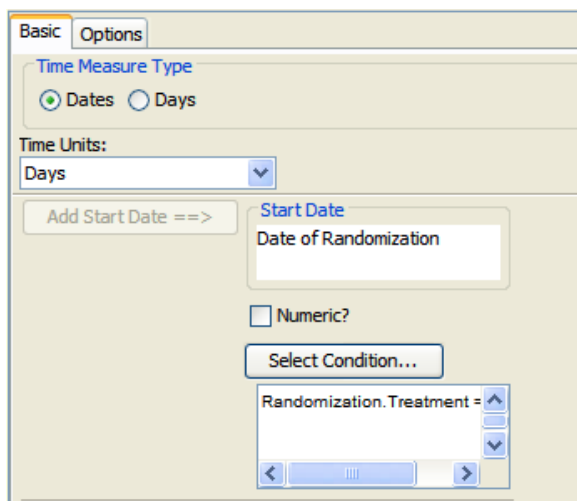 Basic Options
Time Measure Type
Dates Days
Time Units:
Days
Add Start Date ==>
Start Date
Date of Randomization
Numeric?
Select Condition...
Randomization.Treatment =